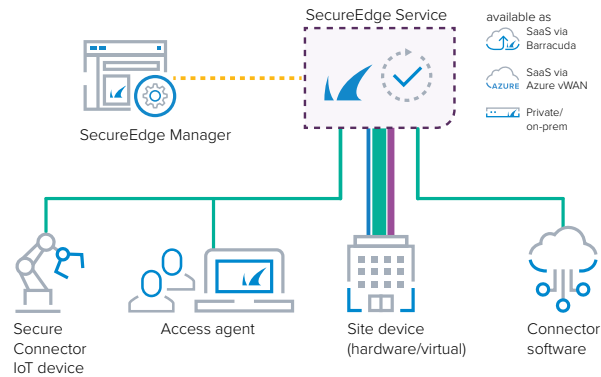 SecureEdge Service
available as
SaaS via
Barracuda
AZURE
SaaS via
Azure vWAN
Private/
on-prem
SecureEdge Manager
Secure
Connector
IoT device
Access agent
Site device
(hardware/virtual)
Connector
software